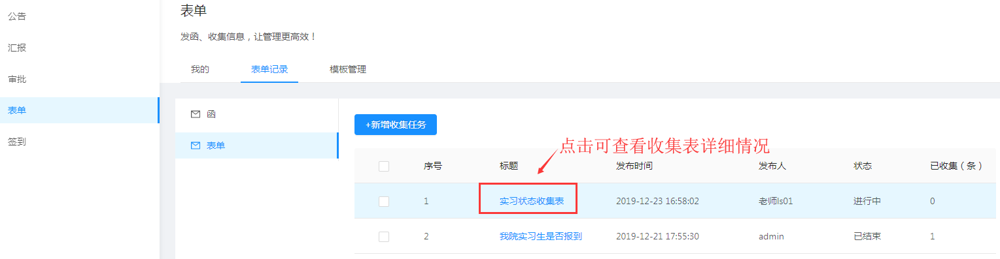 公告
汇报
审批
表单
签到
表单
发函、收集信息，让管理更高效！
我的 表单记录 模板管理
函
表单
+新增收集任务
点击可查看收集表详细情况
序号 标题 发布时间 发布人 状态 已收集（条）
1 实习状态收集表 2019-12-23 16:58:02 老师ls01 进行中 0
2 我院实习生是否报到 2019-12-21 17:55:30 admin 已结束 1